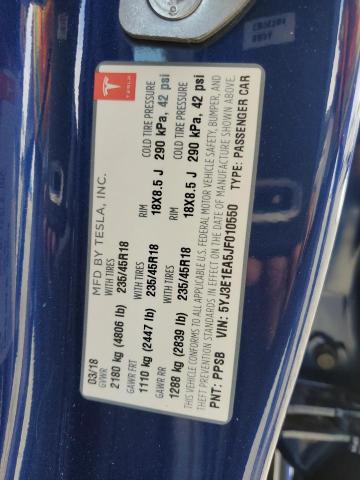 TESLA
MFD BY TESLA, INC.
03/18
GVWR
2180 kg (4806 lb)
GAWR FRT WITH TIRES RIM COLD TIRE PRESSURE
1110 kg (2447 lb) 235/45R18 18X8.5 J 290 kPa, 42 psi
GAWR RR WITH TIRES RIM COLD TIRE PRESSURE
1288 kg (2839 lb) 235/45R18 18X8.5 J 290 kPa, 42 psi
THIS VEHICLE CONFORMS TO ALL APPLICABLE U.S. FEDERAL MOTOR VEHICLE SAFETY, BUMPER, AND
THEFT PREVENTION STANDARDS IN EFFECT ON THE DATE OF MANUFACTURE SHOWN ABOVE.
PNT: PPSB VIN: 5YJ3E1EA5JF010550 TYPE: PASSENGER CAR